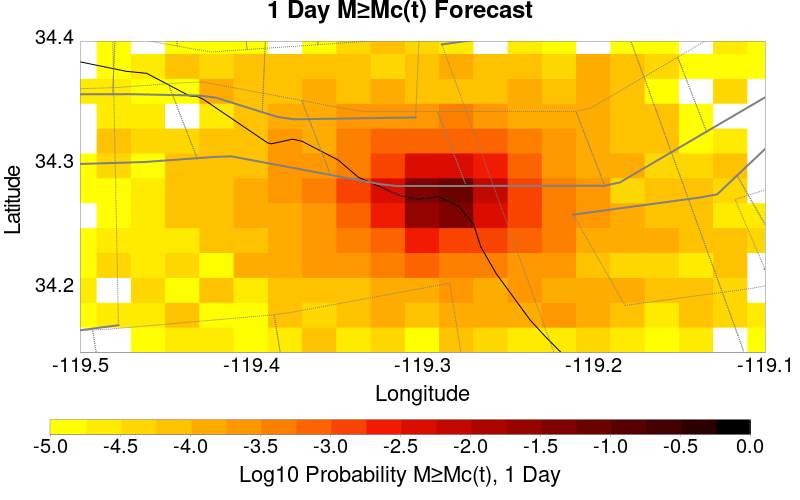 1 Day M≥Mc(t) Forecast
34.4
34.3
34.2
Latitude
-119.5 -119.4 -119.3 -119.2 -119.1
Longitude
-5.0 -4.5 -4.0 -3.5 -3.0 -2.5 -2.0 -1.5 -1.0 -0.5 0.0
Log10 Probability M≥Mc(t), 1 Day